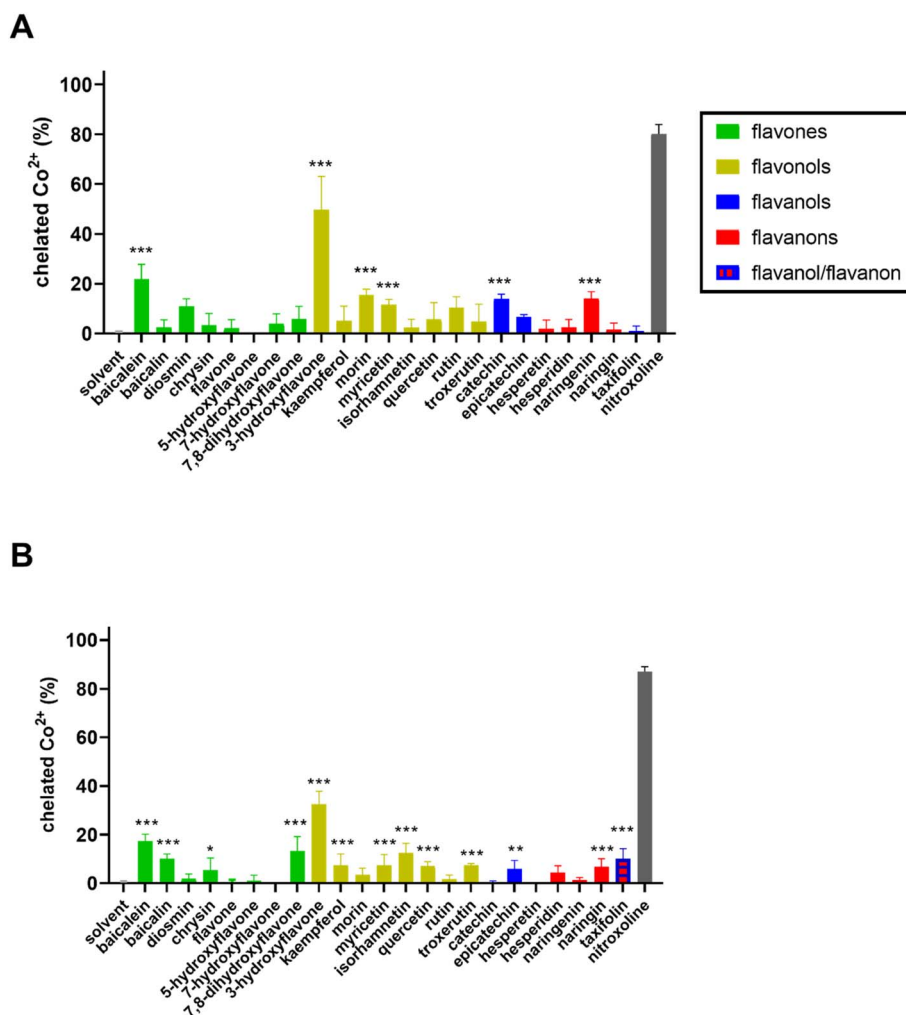 A
chelated Co²⁺ (%)
100
80
60
40
20
0
***
***
***
***
***
***
solvent
baicalein
baicalin
diosmin
chrysin
flavone
5-hydroxyflavone
7-hydroxyflavone
7,8-dihydroxyflavone
3-hydroxyflavone
kaempferol
morin
myricetin
isorhamnetin
quercetin
rutin
troxerutin
catechin
epicatechin
hesperetin
hesperidin
naringenin
naringin
taxifolin
nitroxoline
flavones
flavonols
flavanols
flavanons
flavanol/flavanon
B
chelated Co²⁺ (%)
100
80
60
40
20
0
***
***
*
***
***
***
***
***
***
***
**
***
***
solvent
baicalein
baicalin
diosmin
chrysin
flavone
5-hydroxyflavone
7-hydroxyflavone
7,8-dihydroxyflavone
3-hydroxyflavone
kaempferol
morin
myricetin
isorhamnetin
quercetin
rutin
troxerutin
catechin
epicatechin
hesperetin
hesperidin
naringenin
naringin
taxifolin
nitroxoline